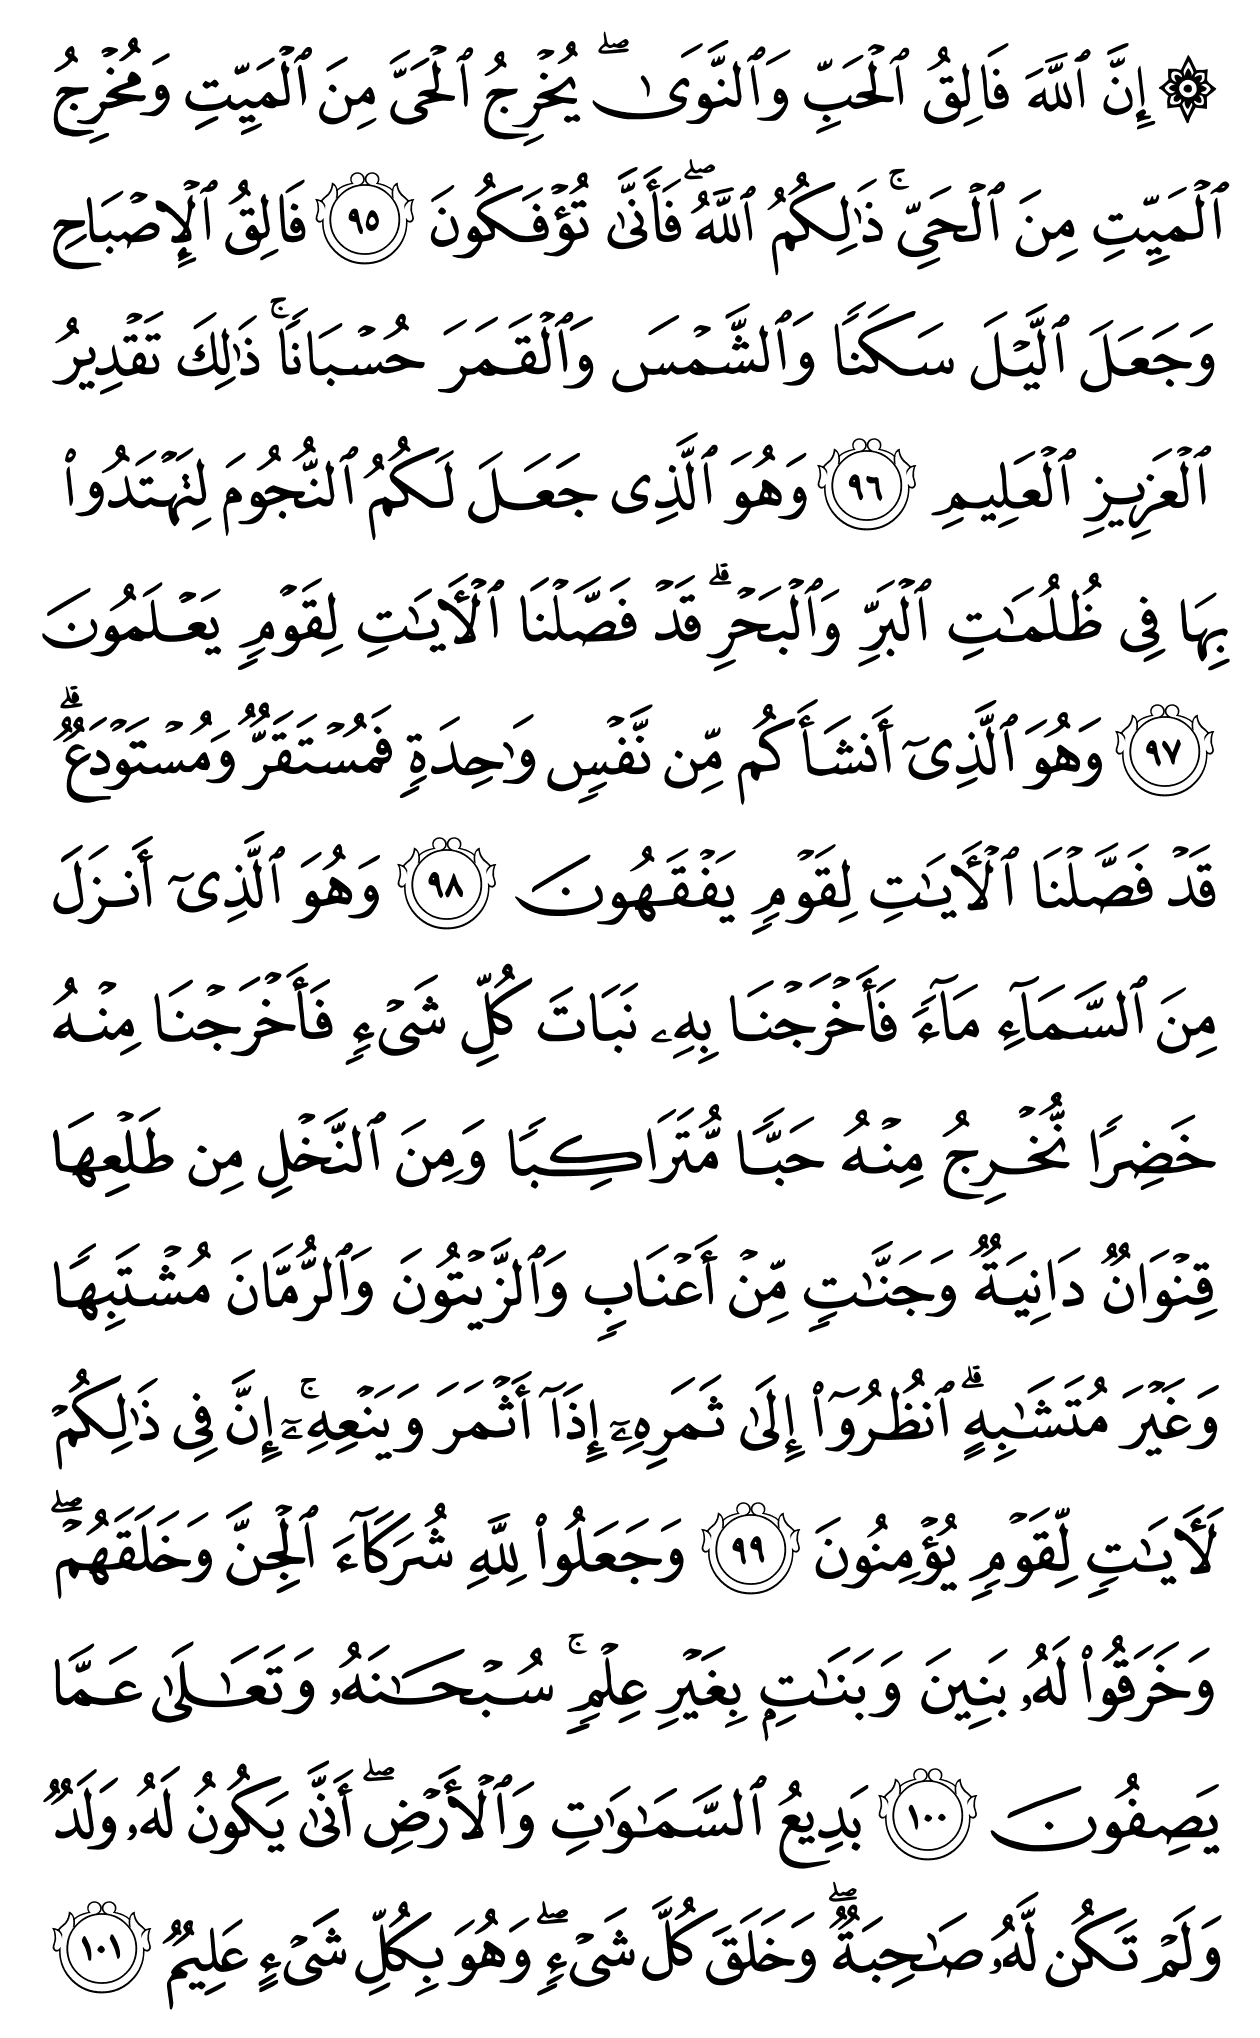 ۞ إِنَّ ٱللَّهَ فَالِقُ ٱلۡحَبِّ وَٱلنَّوَىٰۖ يُخۡرِجُ ٱلۡحَيَّ مِنَ ٱلۡمَيِّتِ وَمُخۡرِجُ
ٱلۡمَيِّتِ مِنَ ٱلۡحَيِّۚ ذَٰلِكُمُ ٱللَّهُۖ فَأَنَّىٰ تُؤۡفَكُونَ ٩٥ فَالِقُ ٱلۡإِصۡبَاحِ
وَجَعَلَ ٱلَّيۡلَ سَكَنٗا وَٱلشَّمۡسَ وَٱلۡقَمَرَ حُسۡبَانٗاۚ ذَٰلِكَ تَقۡدِيرُ
ٱلۡعَزِيزِ ٱلۡعَلِيمِ ٩٦ وَهُوَ ٱلَّذِي جَعَلَ لَكُمُ ٱلنُّجُومَ لِتَهۡتَدُواْ
بِهَا فِي ظُلُمَٰتِ ٱلۡبَرِّ وَٱلۡبَحۡرِۗ قَدۡ فَصَّلۡنَا ٱلۡأٓيَٰتِ لِقَوۡمٖ يَعۡلَمُونَ
٩٧ وَهُوَ ٱلَّذِيٓ أَنشَأَكُم مِّن نَّفۡسٖ وَٰحِدَةٖ فَمُسۡتَقَرّٞ وَمُسۡتَوۡدَعٞۗ
قَدۡ فَصَّلۡنَا ٱلۡأٓيَٰتِ لِقَوۡمٖ يَفۡقَهُونَ ٩٨ وَهُوَ ٱلَّذِيٓ أَنزَلَ
مِنَ ٱلسَّمَآءِ مَآءٗ فَأَخۡرَجۡنَا بِهِۦ نَبَاتَ كُلِّ شَيۡءٖ فَأَخۡرَجۡنَا مِنۡهُ
خَضِرٗا نُّخۡرِجُ مِنۡهُ حَبّٗا مُّتَرَاكِبٗا وَمِنَ ٱلنَّخۡلِ مِن طَلۡعِهَا
قِنۡوَانٞ دَانِيَةٞ وَجَنَّٰتٖ مِّنۡ أَعۡنَابٖ وَٱلزَّيۡتُونَ وَٱلرُّمَّانَ مُشۡتَبِهٗا
وَغَيۡرَ مُتَشَٰبِهٍۗ ٱنظُرُوٓاْ إِلَىٰ ثَمَرِهِۦٓ إِذَآ أَثۡمَرَ وَيَنۡعِهِۦٓۚ إِنَّ فِي ذَٰلِكُمۡ
لَأٓيَٰتٖ لِّقَوۡمٖ يُؤۡمِنُونَ ٩٩ وَجَعَلُواْ لِلَّهِ شُرَكَآءَ ٱلۡجِنَّ وَخَلَقَهُمۡۖ
وَخَرَقُواْ لَهُۥ بَنِينَ وَبَنَٰتِۭ بِغَيۡرِ عِلۡمٖۚ سُبۡحَٰنَهُۥ وَتَعَٰلَىٰ عَمَّا
يَصِفُونَ ١٠٠ بَدِيعُ ٱلسَّمَٰوَٰتِ وَٱلۡأَرۡضِۖ أَنَّىٰ يَكُونُ لَهُۥ وَلَدٞ
وَلَمۡ تَكُن لَّهُۥ صَٰحِبَةٞۖ وَخَلَقَ كُلَّ شَيۡءٖۖ وَهُوَ بِكُلِّ شَيۡءٍ عَلِيمٞ ١٠١